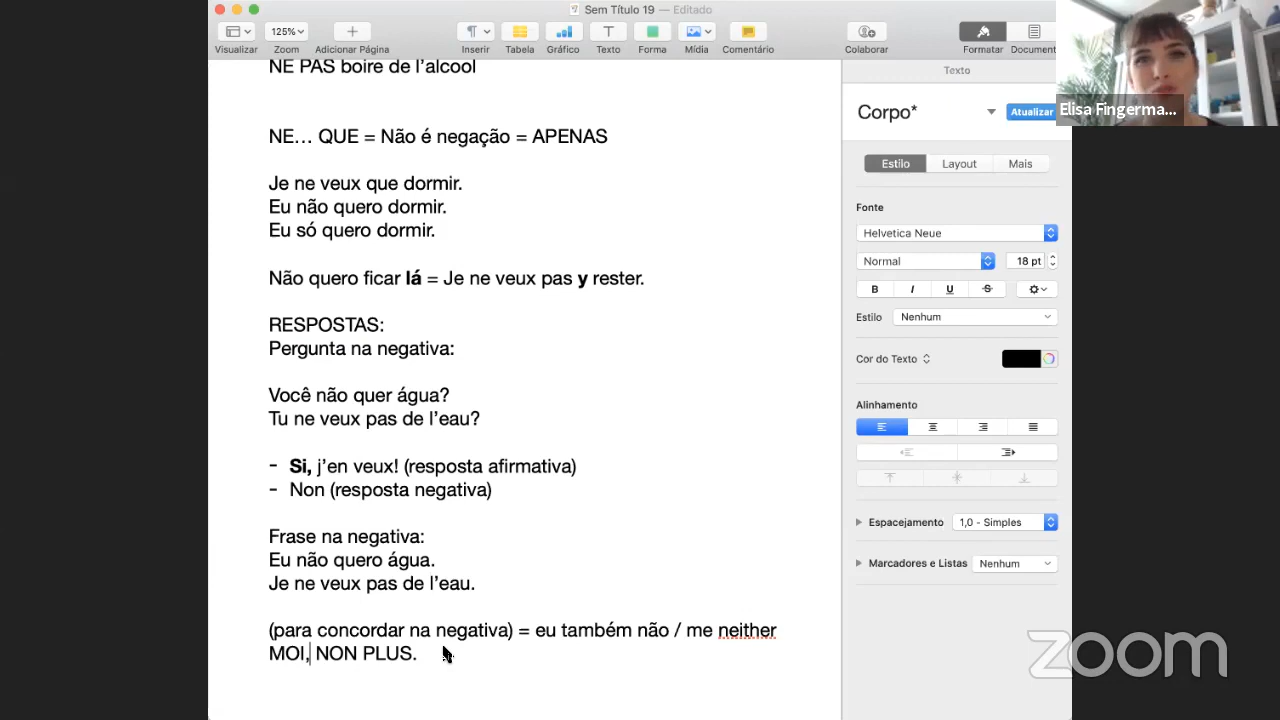 Sem Título 19 — Editado
125%
Visualizar
Zoom
Adicionar Página
Inserir
Tabela
Gráfico
Texto
Forma
Mídia
Comentário
Colaborar
Formatar
Document
Elisa Fingerma...
NE PAS boire de l'alcool
NE... QUE = Não é negação = APENAS
Je ne veux que dormir.
Eu não quero dormir.
Eu só quero dormir.
Não quero ficar lá = Je ne veux pas y rester.
RESPOSTAS:
Pergunta na negativa:
Você não quer água?
Tu ne veux pas de l'eau?
- Si, j'en veux! (resposta afirmativa)
- Non (resposta negativa)
Frase na negativa:
Eu não quero água.
Je ne veux pas de l'eau.
(para concordar na negativa) = eu também não / me neither
MOI, NON PLUS.
Texto
Corpo*
Atualizar
Estilo
Layout
Mais
Fonte
Helvetica Neue
Normal
18 pt
B I U S
Estilo
Nenhum
Cor do Texto
Alinhamento
Espacejamento
1,0 - Simples
Marcadores e Listas
Nenhum
zoom